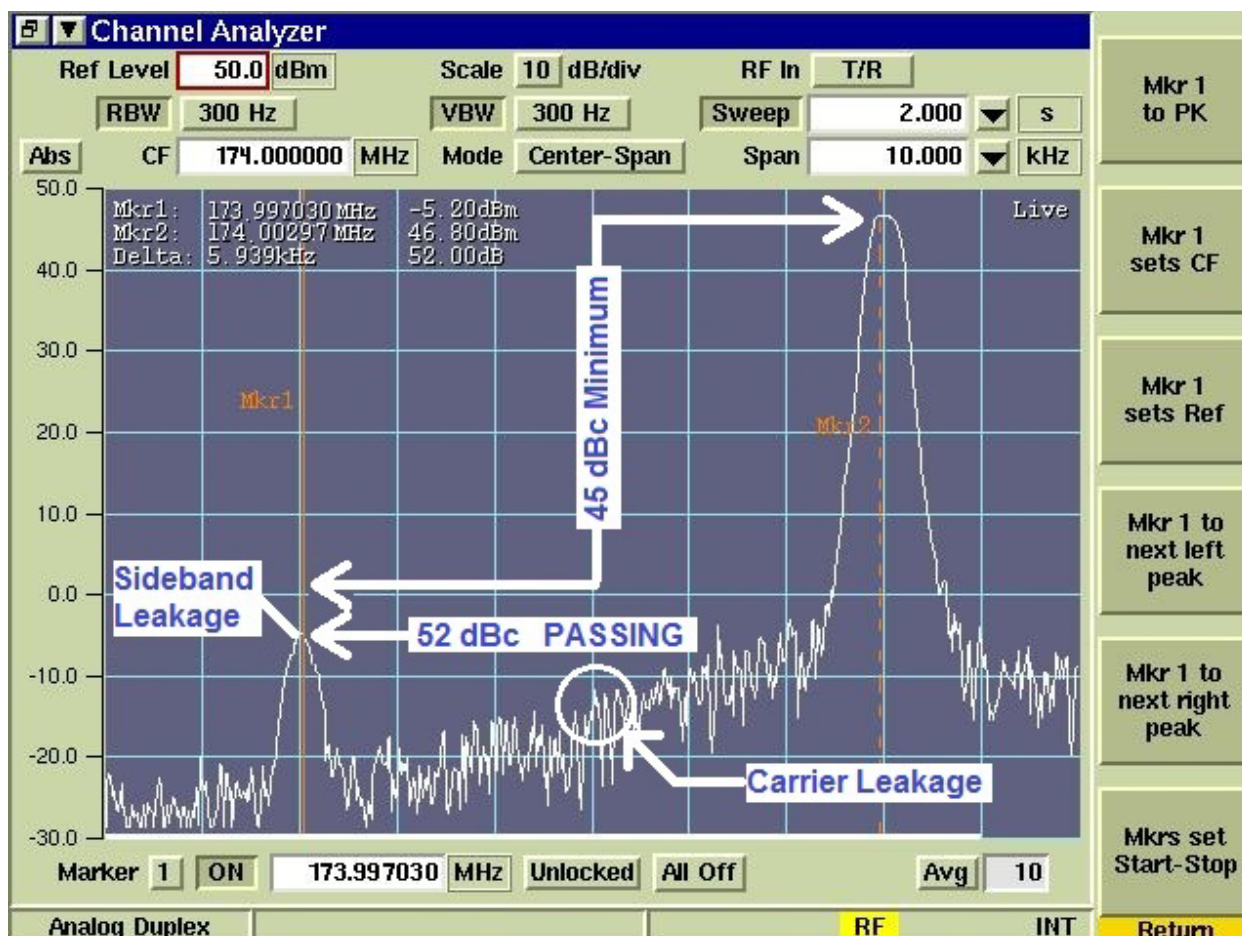 Channel Analyzer
Ref Level 50.0 dBm Scale 10 dB/div RF In T/R
RBW 300 Hz VBW 300 Hz Sweep 2.000 s
Abs CF 174.000000 MHz Mode Center-Span Span 10.000 kHz
50.0
Mkr1: 173.997030MHz -5.20dBm
Mkr2: 174.00297MHz 46.80dBm
Delta: 5.939kHz 52.00dB
Live
40.0
30.0
20.0
10.0
0.0
-10.0
-20.0
-30.0
Mkr1
Mkr2
45 dBc Minimum
Sideband
Leakage
52 dBc PASSING
Carrier Leakage
Marker 1 ON 173.997030 MHz Unlocked All Off Avg 10
Analog Duplex RF INT
Mkr 1
to PK
Mkr 1
sets CF
Mkr 1
sets Ref
Mkr 1 to
next left
peak
Mkr 1 to
next right
peak
Mkrs set
Start-Stop
Return